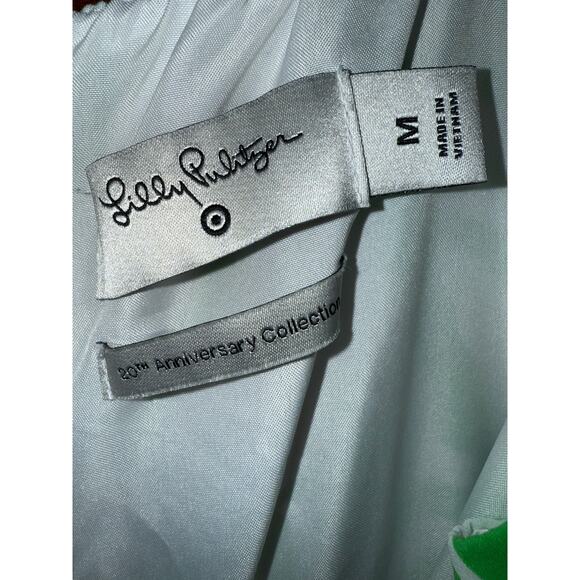 Lilly Pulitzer
M
MADE IN
VIETNAM
20TH Anniversary Collection